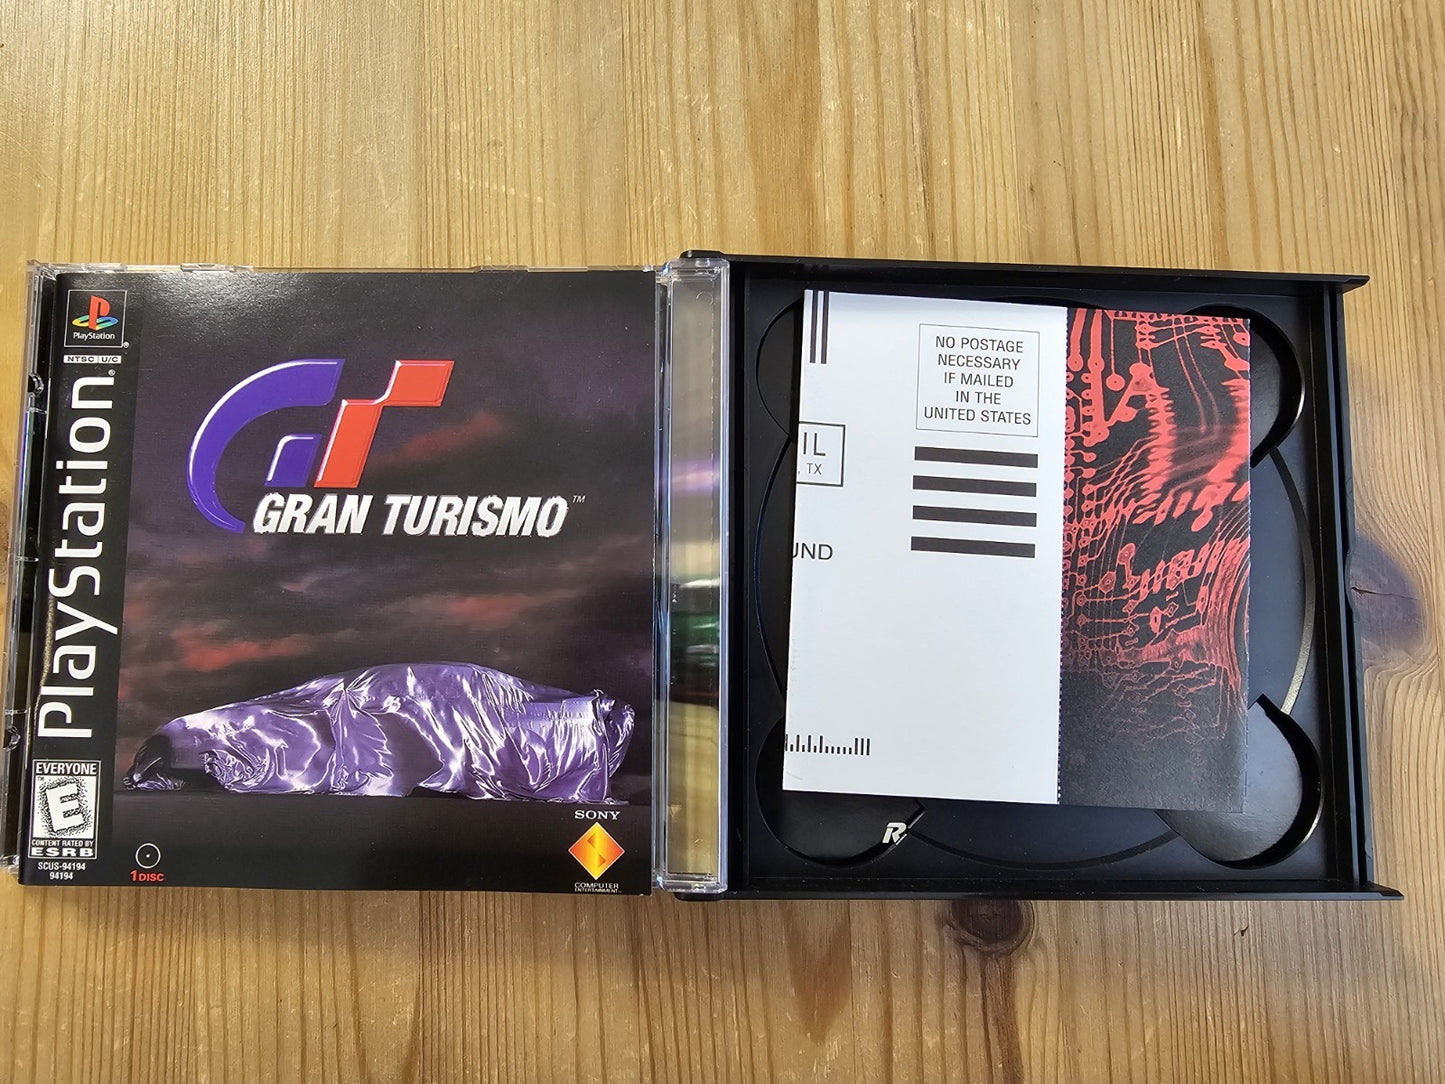 PlayStation
®
NTSC U/C
PlayStation®
GT
GRAN TURISMO™
EVERYONE
E
CONTENT RATED BY
ESRB
SCUS-94194
94194
1 DISC
SONY
COMPUTER
ENTERTAINMENT
NO POSTAGE
NECESSARY
IF MAILED
IN THE
UNITED STATES
IL
, TX
UND
R